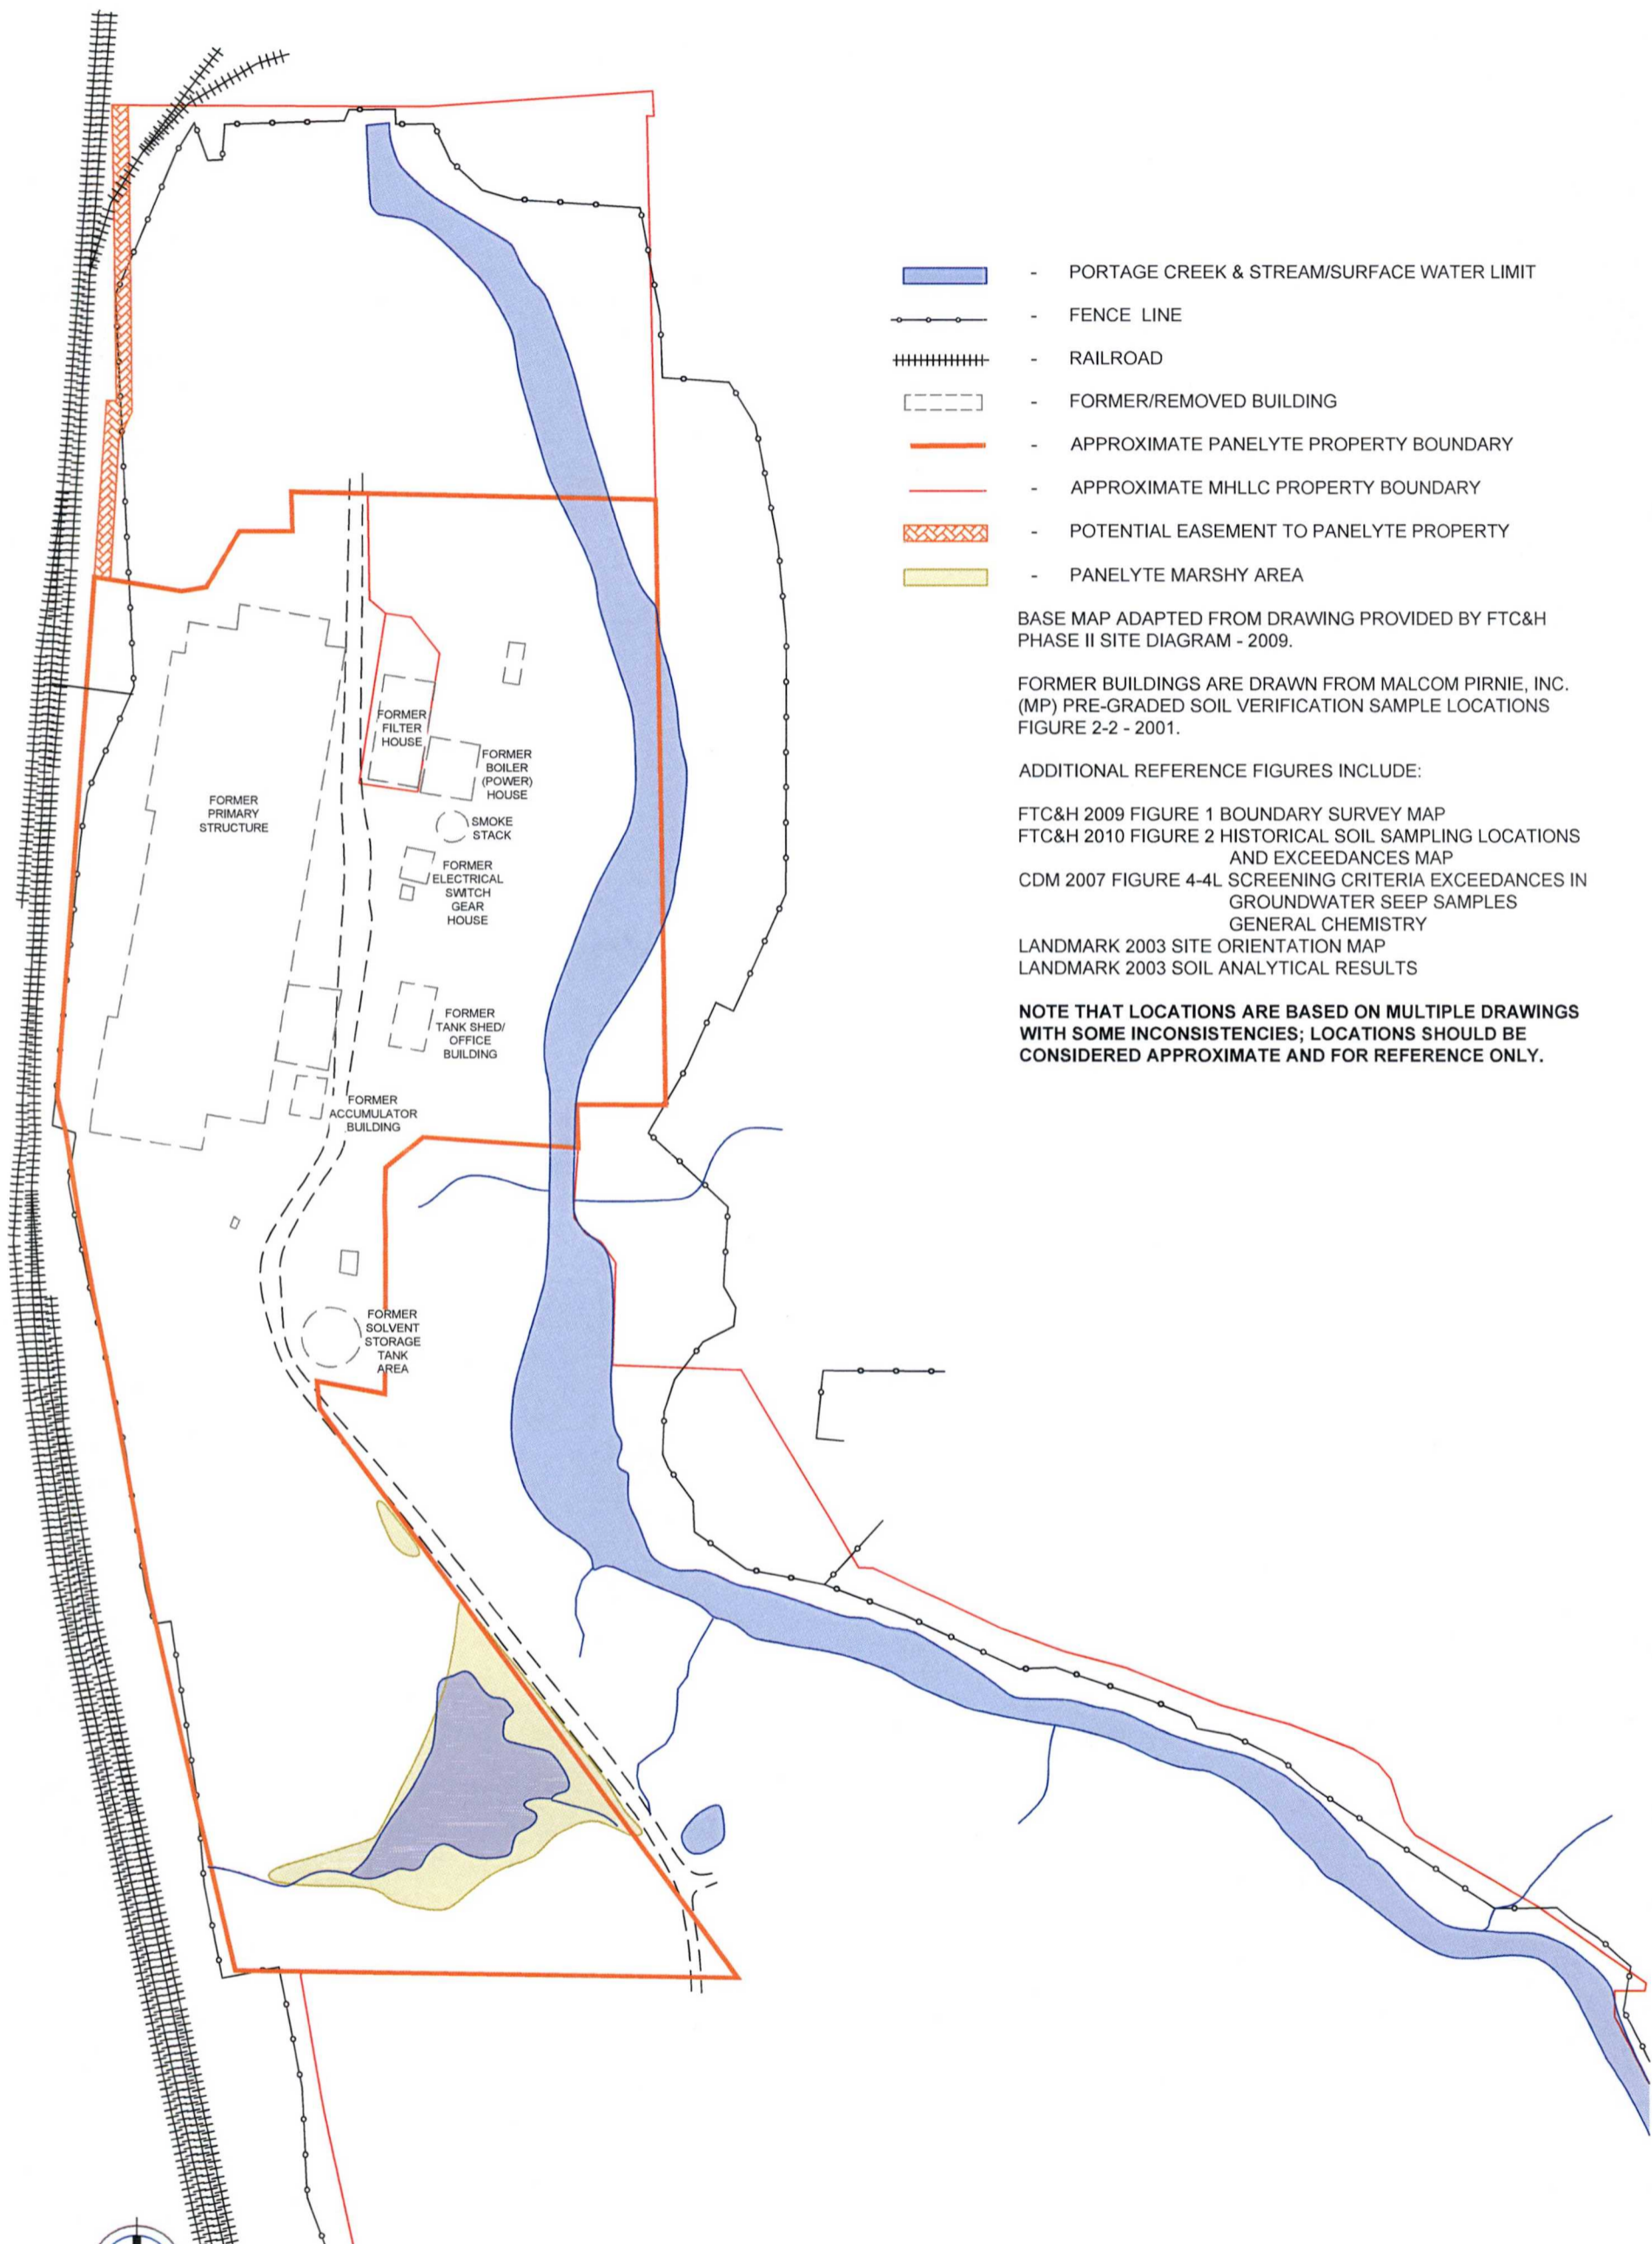 - PORTAGE CREEK & STREAM/SURFACE WATER LIMIT
- FENCE LINE
- RAILROAD
- FORMER/REMOVED BUILDING
- APPROXIMATE PANELYTE PROPERTY BOUNDARY
- APPROXIMATE MHLLC PROPERTY BOUNDARY
- POTENTIAL EASEMENT TO PANELYTE PROPERTY
- PANELYTE MARSHY AREA
BASE MAP ADAPTED FROM DRAWING PROVIDED BY FTC&H
PHASE II SITE DIAGRAM - 2009.
FORMER BUILDINGS ARE DRAWN FROM MALCOM PIRNIE, INC.
(MP) PRE-GRADED SOIL VERIFICATION SAMPLE LOCATIONS
FIGURE 2-2 - 2001.
ADDITIONAL REFERENCE FIGURES INCLUDE:
FTC&H 2009 FIGURE 1 BOUNDARY SURVEY MAP
FTC&H 2010 FIGURE 2 HISTORICAL SOIL SAMPLING LOCATIONS
AND EXCEEDANCES MAP
CDM 2007 FIGURE 4-4L SCREENING CRITERIA EXCEEDANCES IN
GROUNDWATER SEEP SAMPLES
GENERAL CHEMISTRY
LANDMARK 2003 SITE ORIENTATION MAP
LANDMARK 2003 SOIL ANALYTICAL RESULTS
NOTE THAT LOCATIONS ARE BASED ON MULTIPLE DRAWINGS
WITH SOME INCONSISTENCIES; LOCATIONS SHOULD BE
CONSIDERED APPROXIMATE AND FOR REFERENCE ONLY.
FORMER
FILTER
HOUSE
FORMER
BOILER
(POWER)
HOUSE
FORMER
PRIMARY
STRUCTURE
SMOKE
STACK
FORMER
ELECTRICAL
SWITCH
GEAR
HOUSE
FORMER
TANK SHED/
OFFICE
BUILDING
FORMER
ACCUMULATOR
BUILDING
FORMER
SOLVENT
STORAGE
TANK
AREA